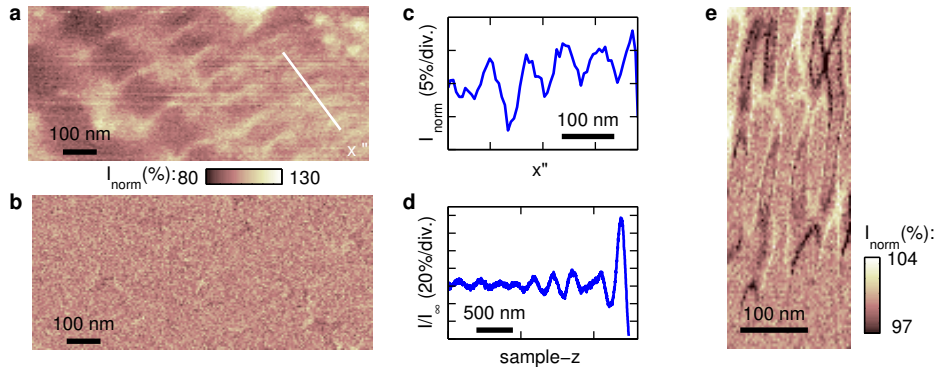 a
100 nm
x"
I_norm(%): 80 130
b
100 nm
c
I_norm (5%/div.)
100 nm
x"
d
I/I_∞ (20%/div.)
500 nm
sample−z
e
100 nm
I_norm(%):
104
97